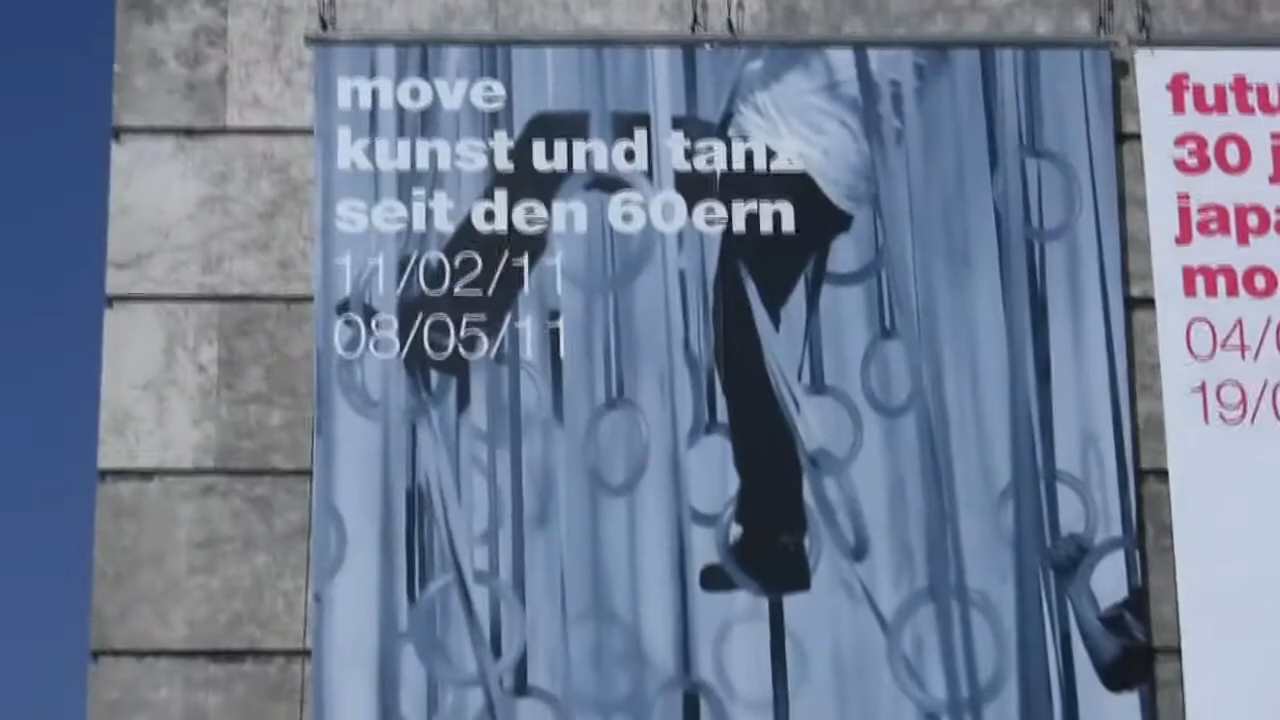 move
kunst und tanz
seit den 60ern
11/02/11
08/05/11
futu
30 j
japa
mo
04/0
19/0